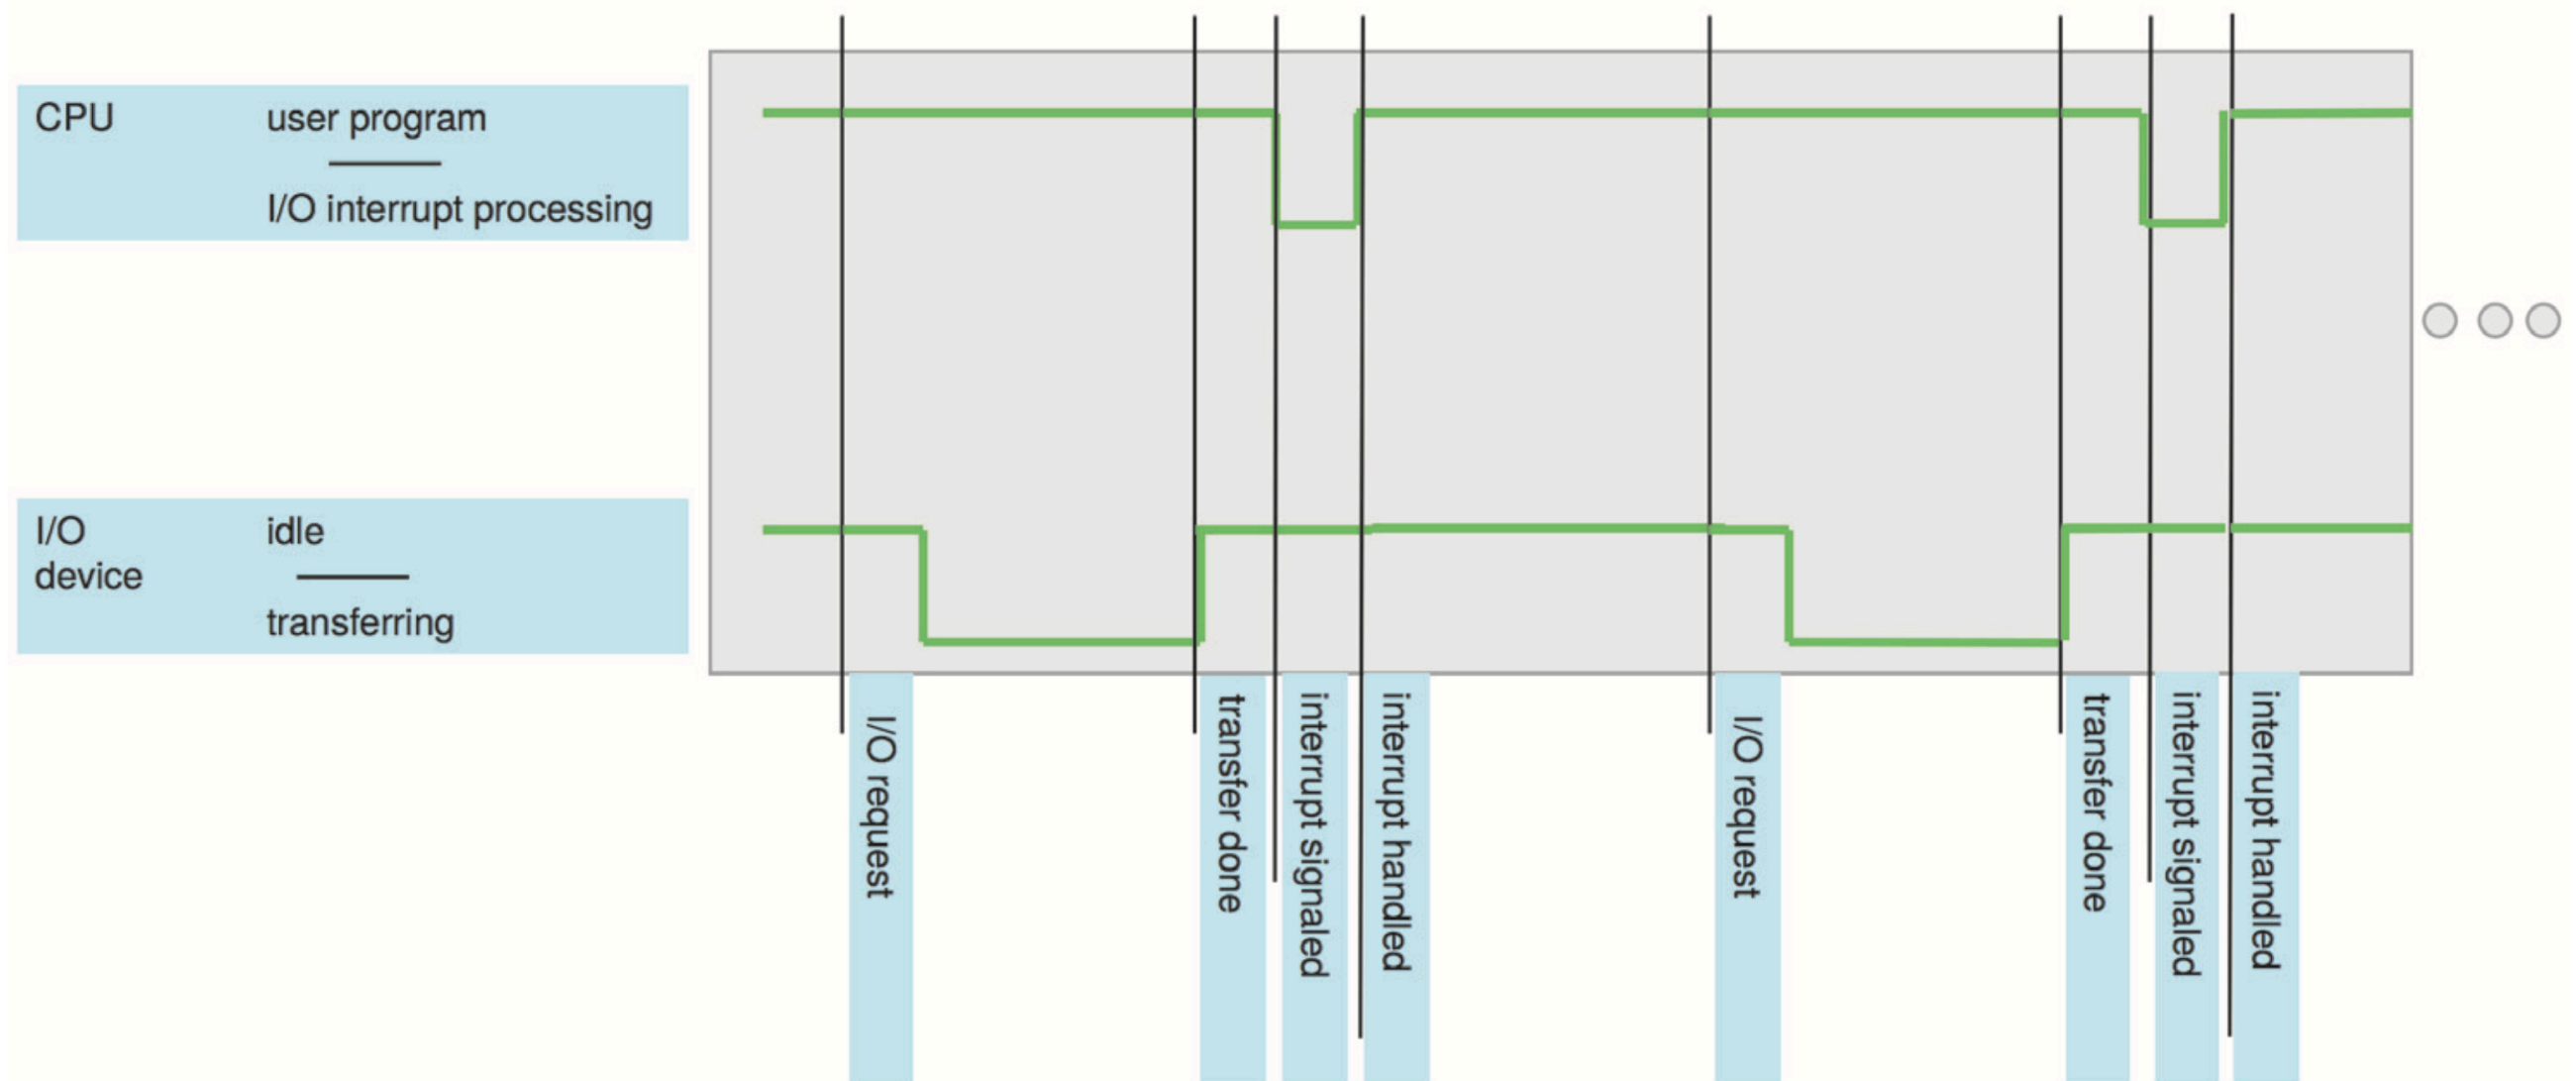 CPU
user program
I/O interrupt processing
I/O
device
idle
transferring
I/O request
transfer done
interrupt signaled
interrupt handled
I/O request
transfer done
interrupt signaled
interrupt handled